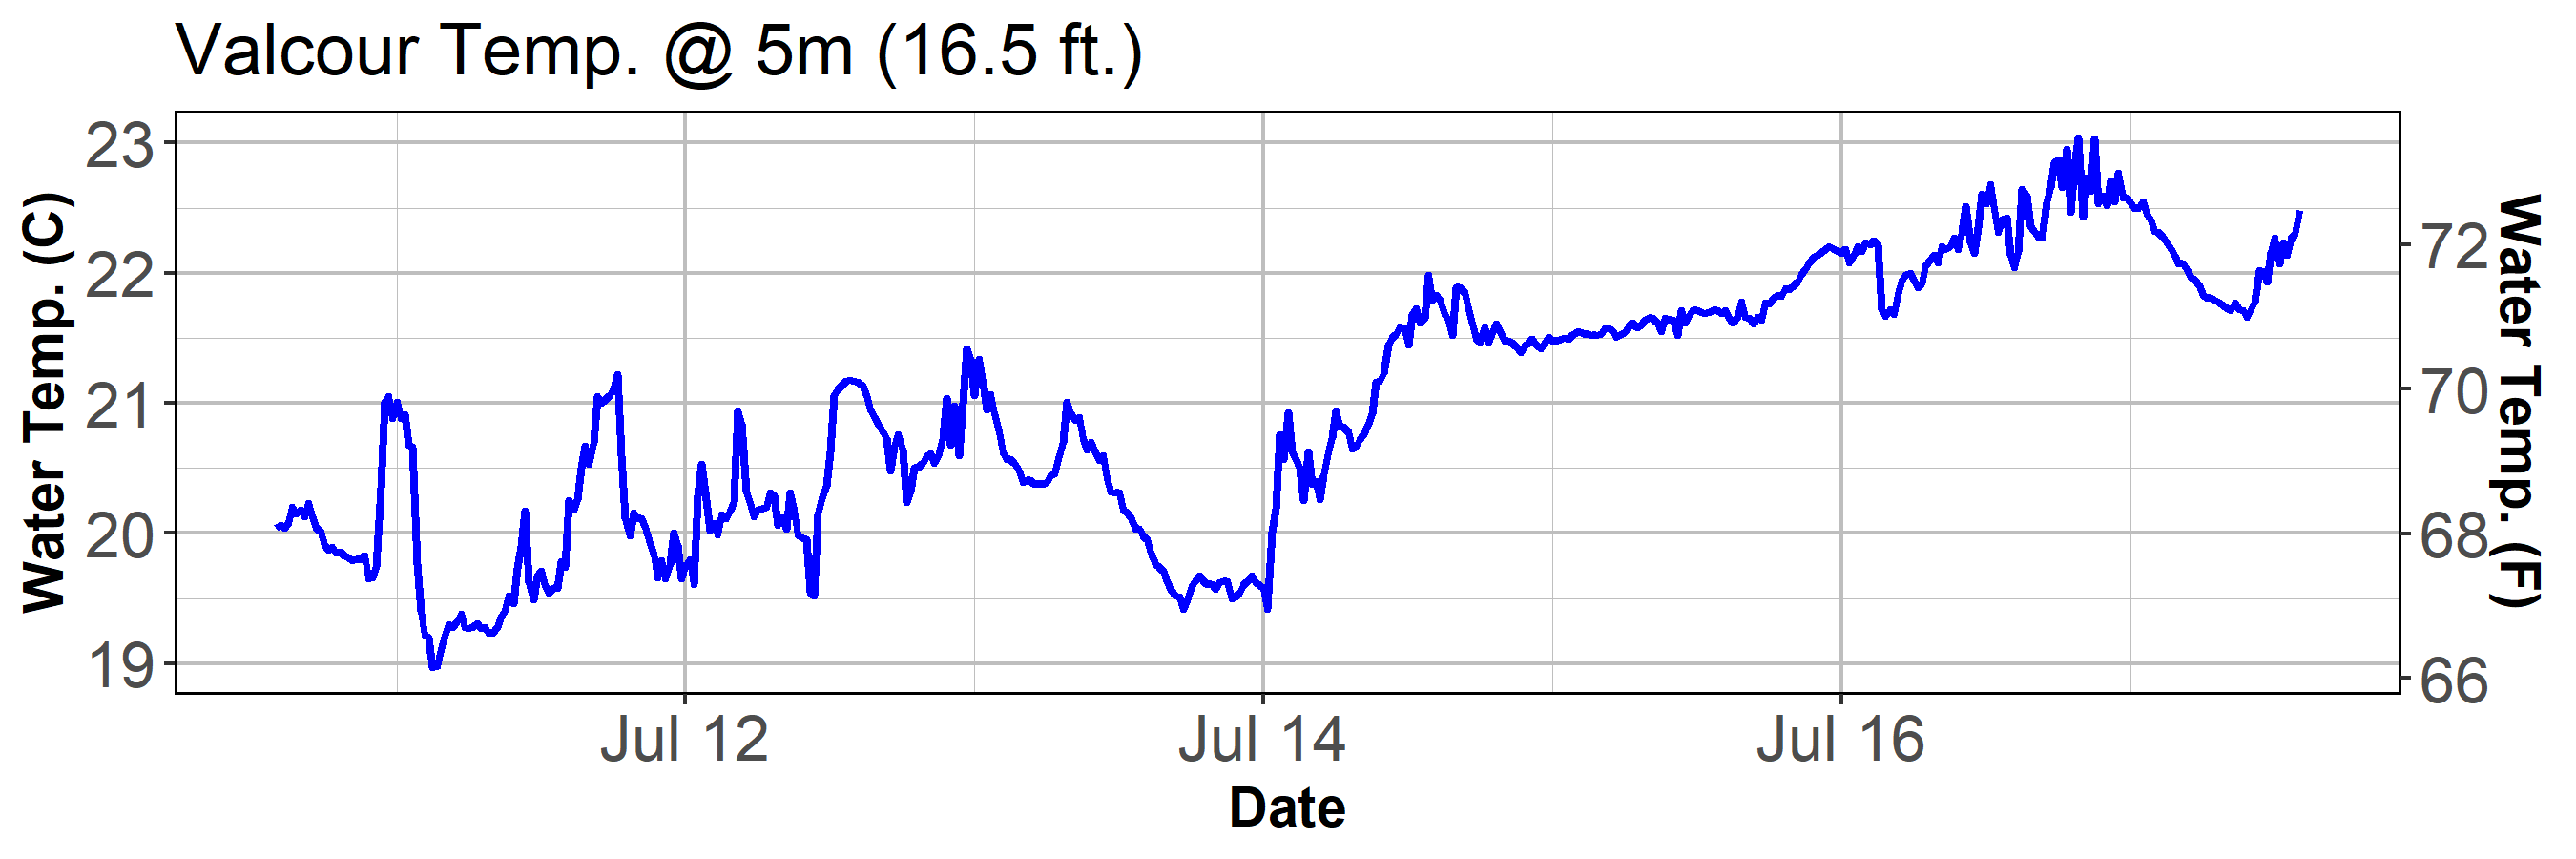 Valcour Temp. @ 5m (16.5 ft.)
Water Temp. (C)
23
22
21
20
19
72
70
68
66
Water Temp. (F)
Jul 12 Jul 14 Jul 16
Date